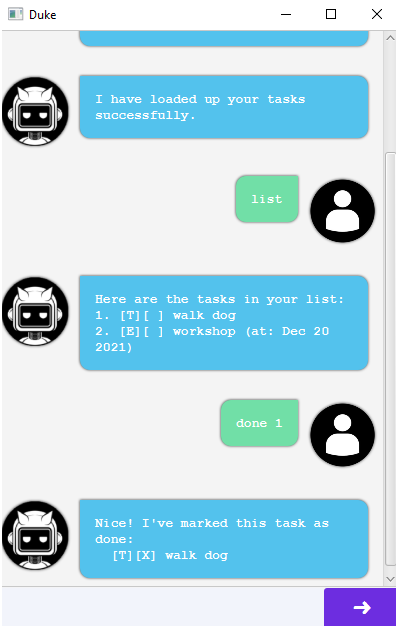 Duke
I have loaded up your tasks
successfully.
list
Here are the tasks in your list:
1. [T][ ] walk dog
2. [E][ ] workshop (at: Dec 20
2021)
done 1
Nice! I've marked this task as
done:
  [T][X] walk dog